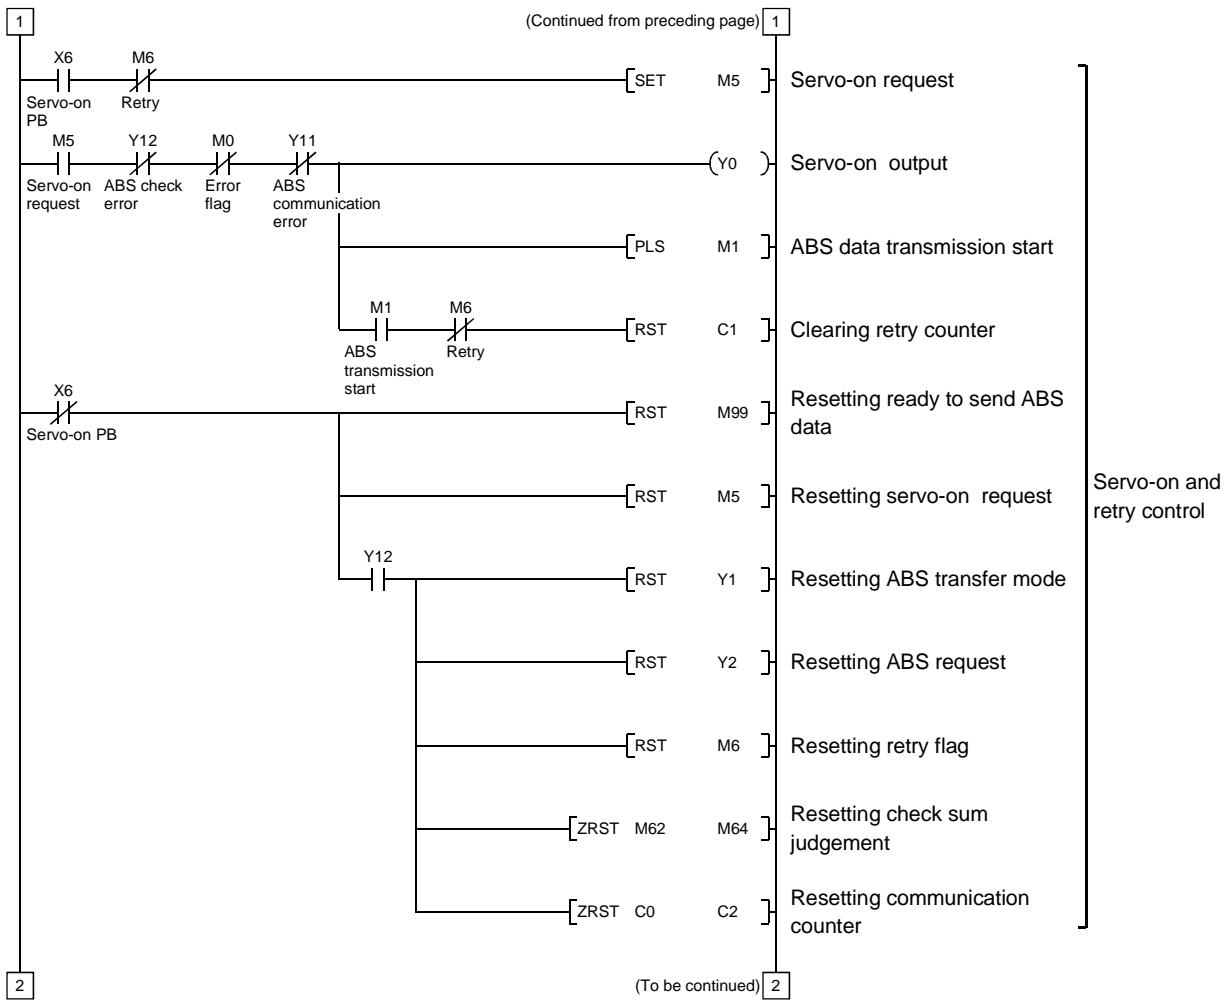 1 (Continued from preceding page) 1
X6 M6
SET M5 Servo-on request
Servo-on Retry
PB
M5 Y12 M0 Y11
Y0 Servo-on output
Servo-on ABS check Error ABS
request error flag communication
error
PLS M1 ABS data transmission start
M1 M6
RST C1 Clearing retry counter
ABS Retry
transmission
start
X6
RST M99 Resetting ready to send ABS
data
Servo-on PB
Servo-on and
retry control
RST M5 Resetting servo-on request
Y12
RST Y1 Resetting ABS transfer mode
RST Y2 Resetting ABS request
RST M6 Resetting retry flag
ZRST M62 M64 Resetting check sum
judgement
ZRST C0 C2 Resetting communication
counter
2 (To be continued) 2